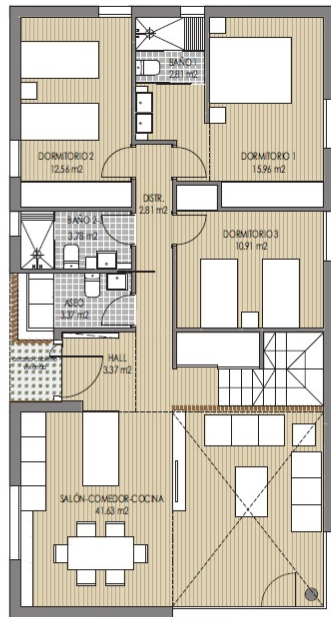 BAÑO 1
2.81 m2
DORMITORIO 2
12.56 m2
DORMITORIO 1
15.96 m2
DISTR.
2.81 m2
BAÑO 2-3
3.78 m2
DORMITORIO 3
10.91 m2
ASEO
3.37 m2
HALL
3.37 m2
SALÓN-COMEDOR-COCINA
41.63 m2